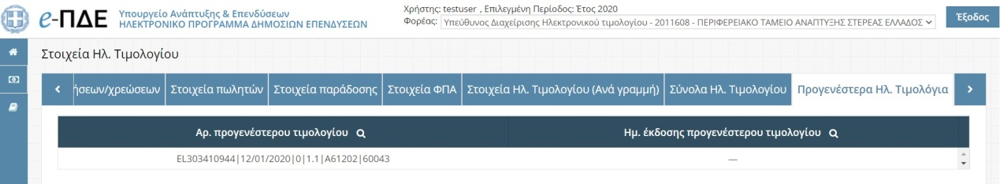 e-ΠΔΕ
Υπουργείο Ανάπτυξης & Επενδύσεων
ΗΛΕΚΤΡΟΝΙΚΟ ΠΡΟΓΡΑΜΜΑ ΔΗΜΟΣΙΩΝ ΕΠΕΝΔΥΣΕΩΝ
Χρήστης: testuser , Επιλεγμένη Περίοδος: Έτος 2020
Φορέας: Υπεύθυνος Διαχείρισης Ηλεκτρονικού τιμολογίου - 2011608 - ΠΕΡΙΦΕΡΕΙΑΚΟ ΤΑΜΕΙΟ ΑΝΑΠΤΥΞΗΣ ΣΤΕΡΕΑΣ ΕΛΛΑΔΟΣ
Έξοδος
Στοιχεία Ηλ. Τιμολογίου
ήσεων/χρεώσεων Στοιχεία πωλητών Στοιχεία παράδοσης Στοιχεία ΦΠΑ Στοιχεία Ηλ. Τιμολογίου (Ανά γραμμή) Σύνολα Ηλ. Τιμολογίου Προγενέστερα Ηλ. Τιμολόγια
Αρ. προγενέστερου τιμολογίου Ημ. έκδοσης προγενέστερου τιμολογίου
EL303410944|12/01/2020|0|1.1|A61202|60043 —